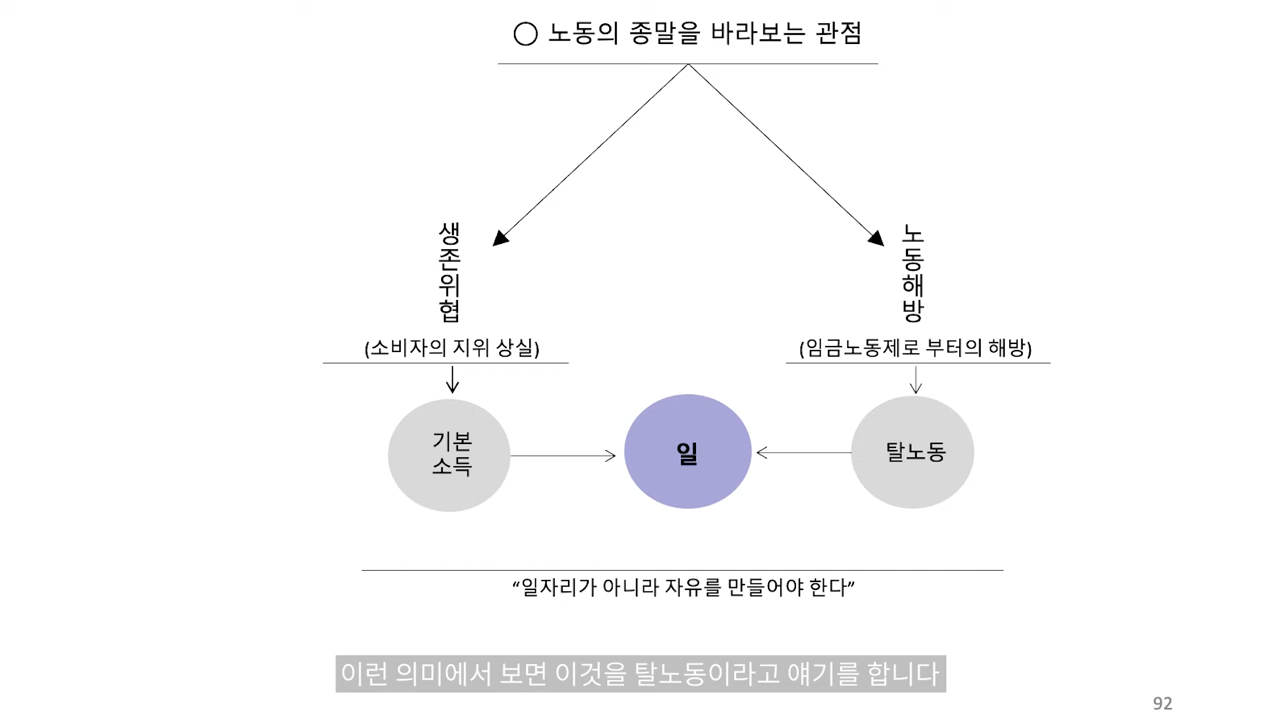 ○ 노동의 종말을 바라보는 관점
생존위협
노동해방
(소비자의 지위 상실)
(임금노동제로 부터의 해방)
기본
소득
일
탈노동
“일자리가 아니라 자유를 만들어야 한다”
이런 의미에서 보면 이것을 탈노동이라고 얘기를 합니다
92